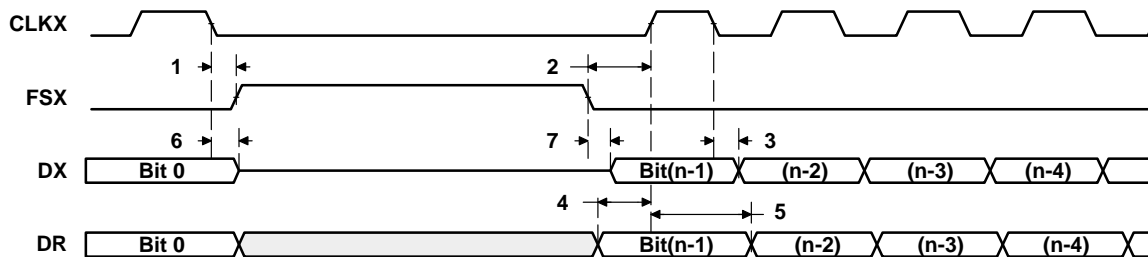 CLKX
1 2
FSX
6 7 3
DX Bit 0 Bit(n-1) (n-2) (n-3) (n-4)
4 5
DR Bit 0 Bit(n-1) (n-2) (n-3) (n-4)